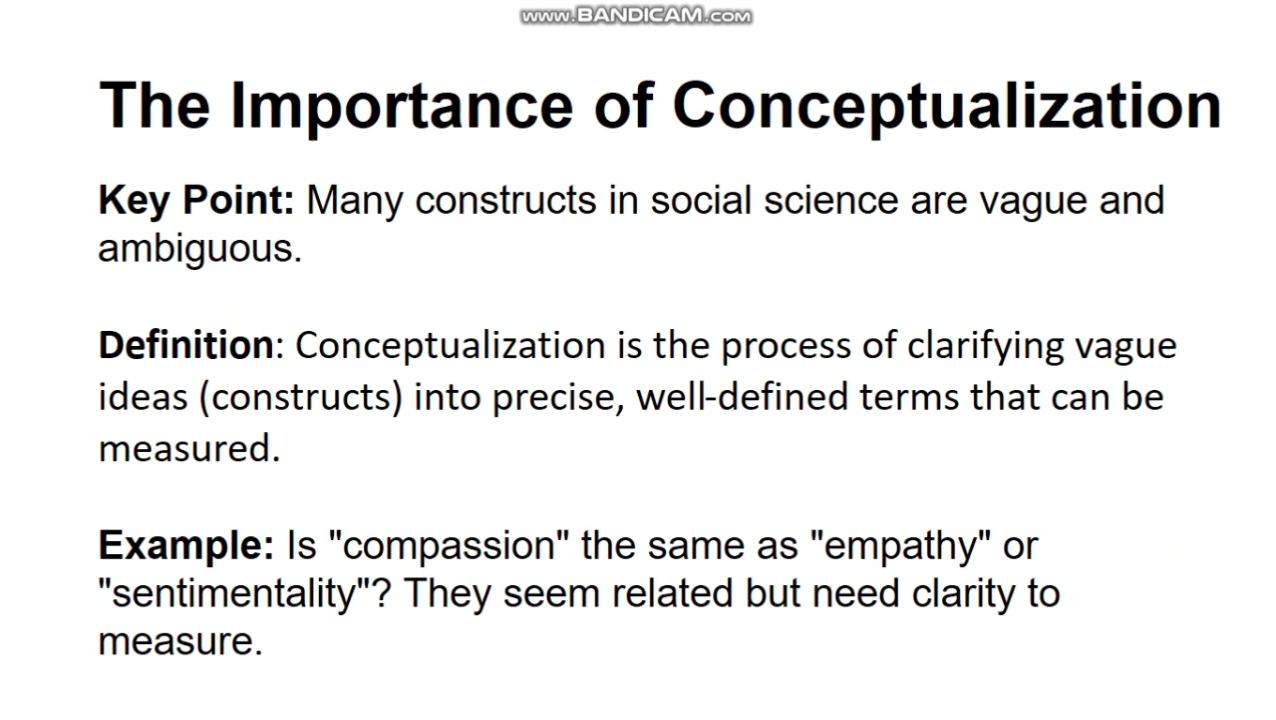 www.BANDICAM.com
The Importance of Conceptualization
Key Point: Many constructs in social science are vague and
ambiguous.
Definition: Conceptualization is the process of clarifying vague
ideas (constructs) into precise, well-defined terms that can be
measured.
Example: Is "compassion" the same as "empathy" or
"sentimentality"? They seem related but need clarity to
measure.